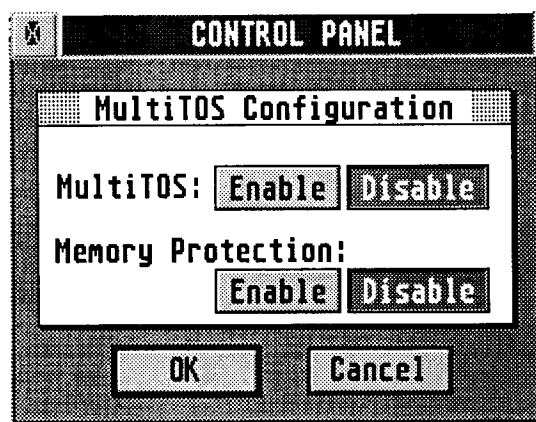 CONTROL PANEL
MultiTOS Configuration
MultiTOS: Enable Disable
Memory Protection:
Enable Disable
OK Cancel